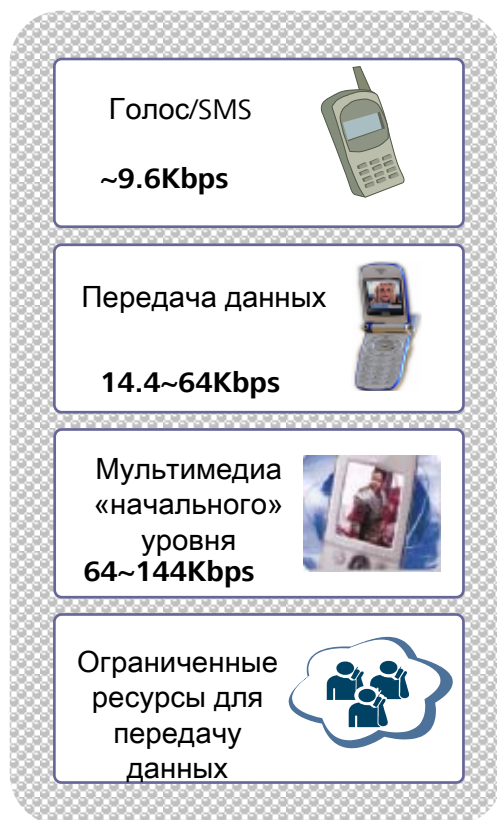 Голос/SMS
~9.6Kbps
Передача данных
14.4~64Kbps
Мультимедиа
«начального»
уровня
64~144Kbps
Ограниченные
ресурсы для
передачу
данных